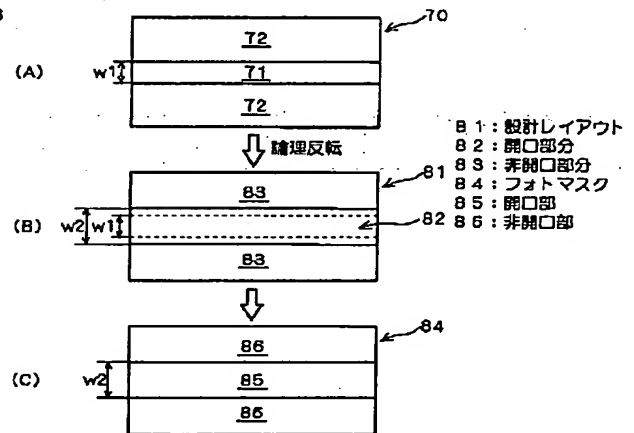 70
72
(A)
w1
71
72
論理反転
81:設計レイアウト
82:開口部分
83:非開口部分
84:フォトマスク
85:開口部
86:非開口部
81
83
(B)
w2
w1
82
83
84
86
(C)
w2
85
86